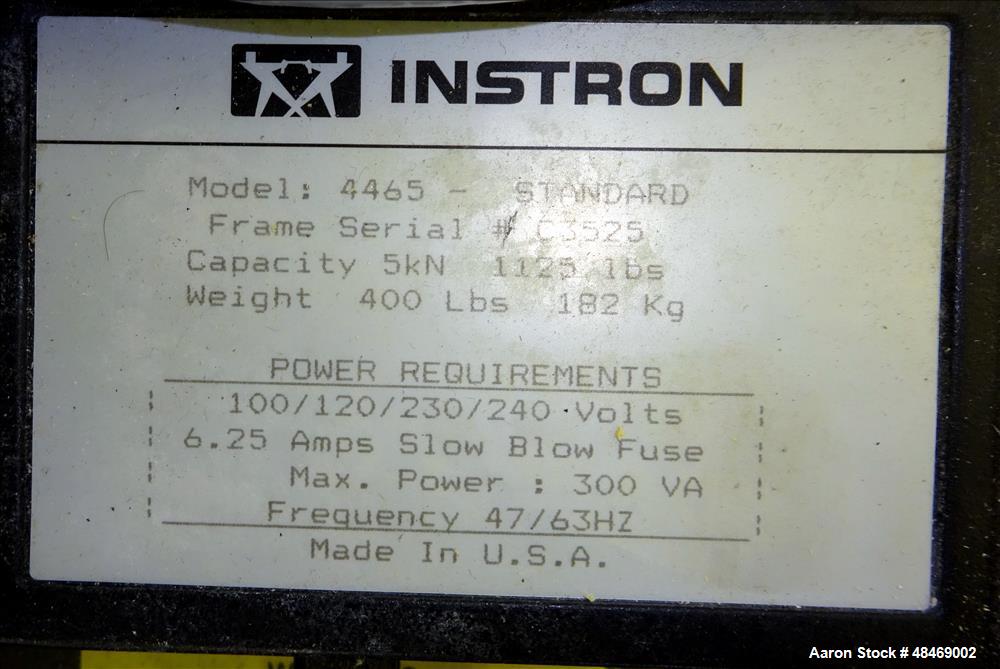 INSTRON
Model: 4465 - STANDARD
Frame Serial # C3525
Capacity 5kN 1125 lbs
Weight 400 Lbs 182 Kg
POWER REQUIREMENTS
100/120/230/240 Volts
6.25 Amps Slow Blow Fuse
Max. Power : 300 VA
Frequency 47/63HZ
Made In U.S.A.
Aaron Stock # 48469002